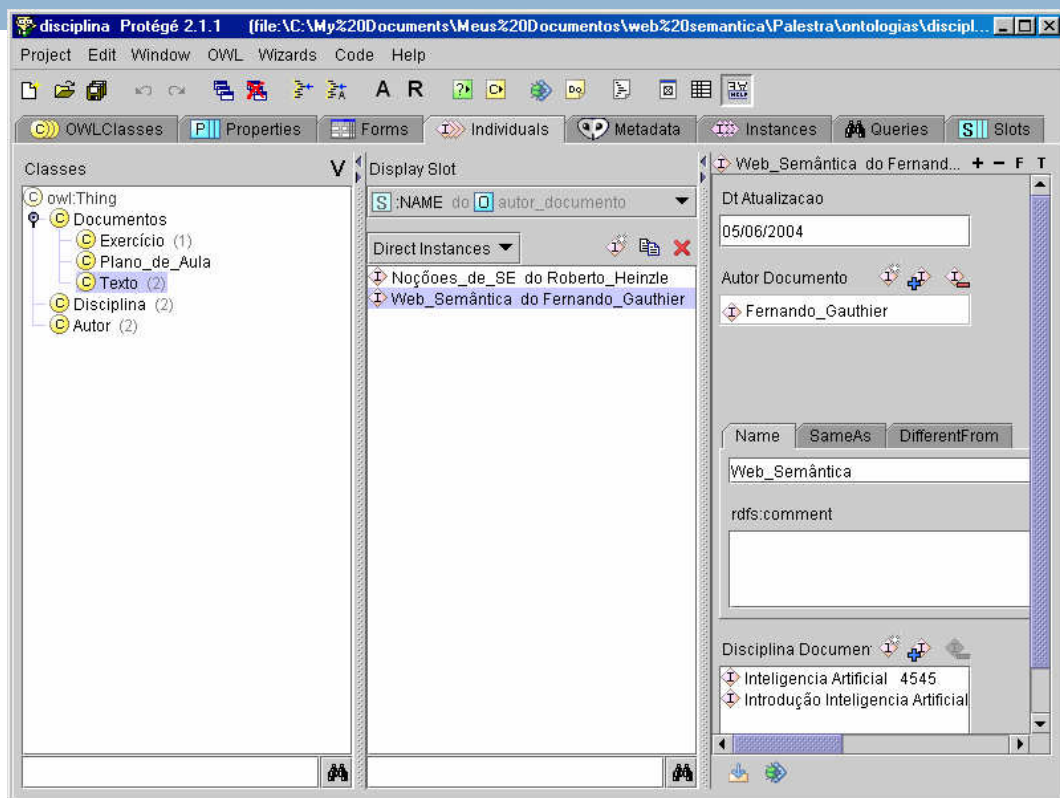 disciplina Protégé 2.1.1 (file:\C:\My%20Documents\Meus%20Documentos\web%20semantica\Palestra\ontologias\discipl...
Project Edit Window OWL Wizards Code Help
A R
OWLClasses Properties Forms Individuals Metadata Instances Queries Slots
Classes V
owl:Thing
Documentos
Exercício (1)
Plano_de_Aula
Texto (2)
Disciplina (2)
Autor (2)
Display Slot
S :NAME do O autor_documento
Direct Instances
Noçõoes_de_SE do Roberto_Heinzle
Web_Semântica do Fernando_Gauthier
Web_Semântica do Fernand... + − F T
Dt Atualizacao
05/06/2004
Autor Documento
Fernando_Gauthier
Name SameAs DifferentFrom
Web_Semântica
rdfs:comment
Disciplina Documen
Inteligencia Artificial 4545
Introdução Inteligencia Artificial